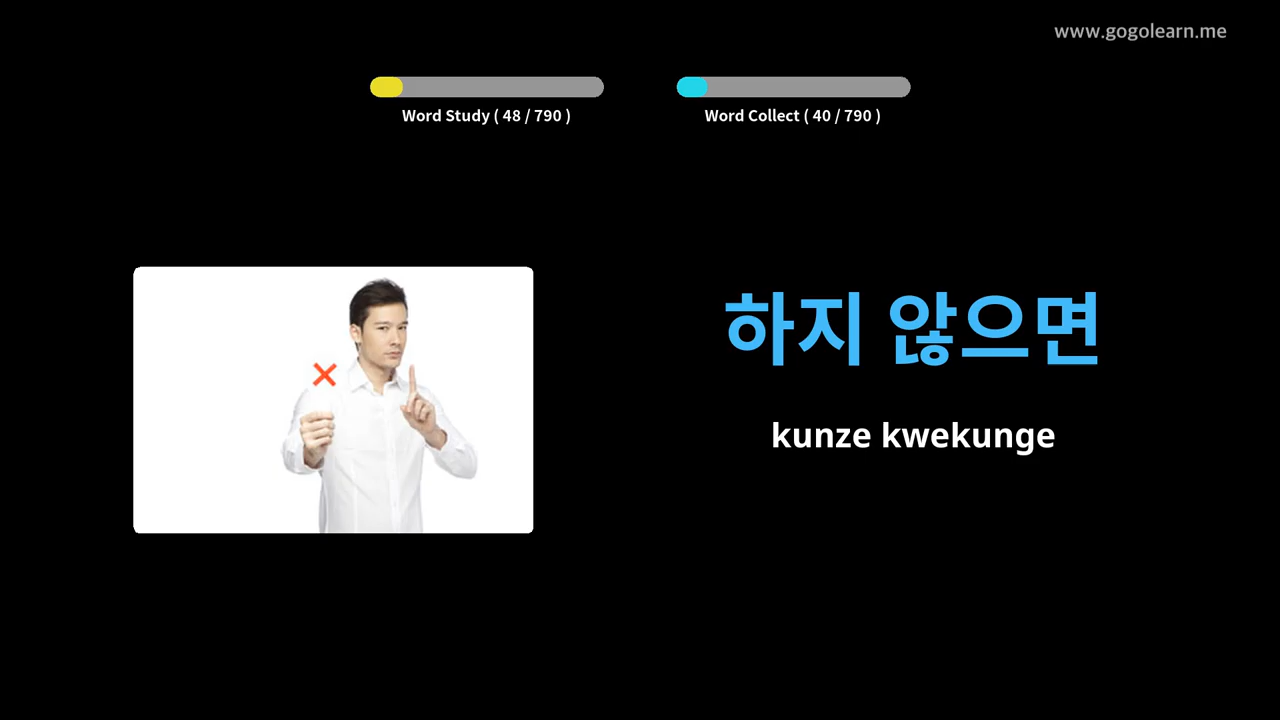 www.gogolearn.me
Word Study ( 48 / 790 )
Word Collect ( 40 / 790 )
하지 않으면
kunze kwekunge